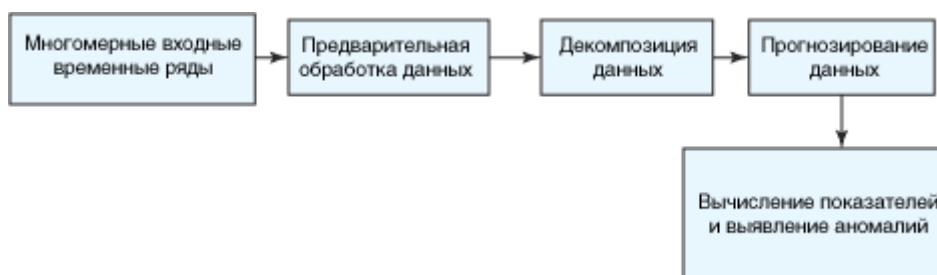 Многомерные входные
временные ряды
Предварительная
обработка данных
Декомпозиция
данных
Прогнозирование
данных
Вычисление показателей
и выявление аномалий